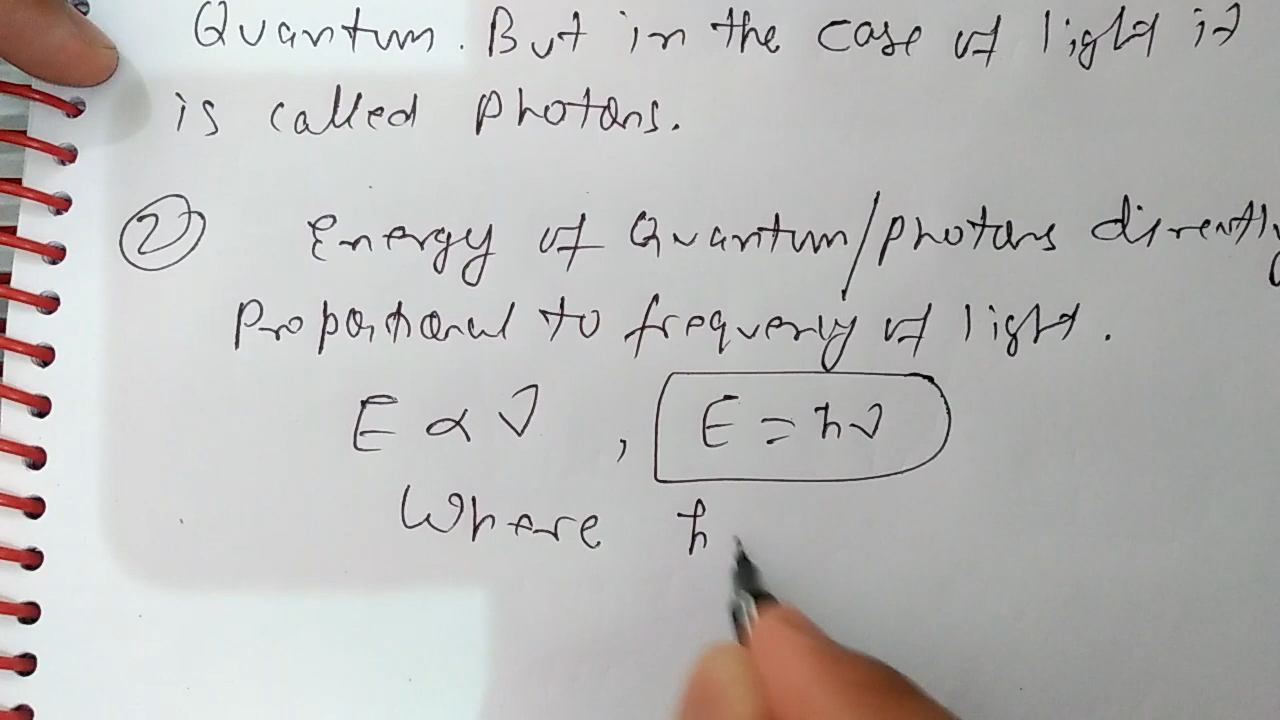 Quantum. But in the case of light it
is called photons.
② Energy of Quantum/photons directly
proportional to frequency of light.
E ∝ ν , E = hν
Where h